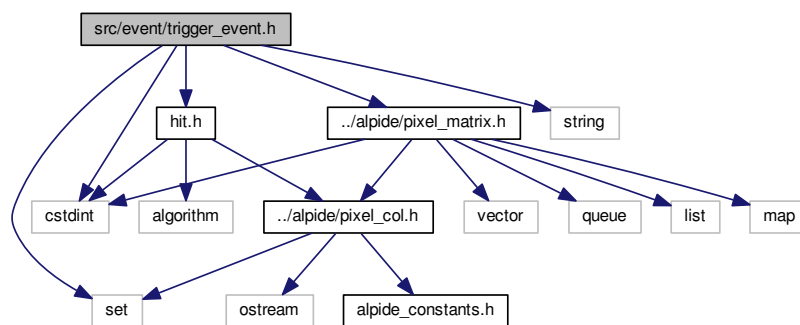 src/event/trigger_event.h
hit.h
../alpide/pixel_matrix.h
string
cstdint
algorithm
../alpide/pixel_col.h
vector
queue
list
map
set
ostream
alpide_constants.h